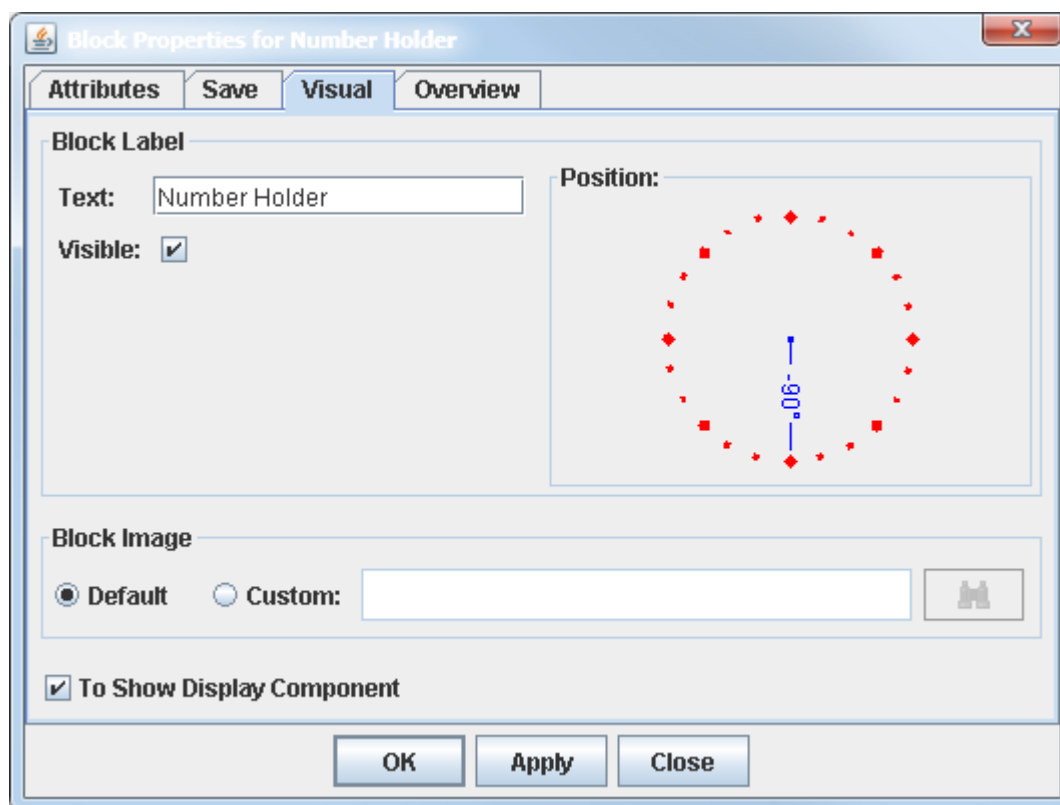 Block Properties for Number Holder
Attributes Save Visual Overview
Block Label
Text: Number Holder
Visible:
Position:
-90°
Block Image
Default Custom:
To Show Display Component
OK Apply Close